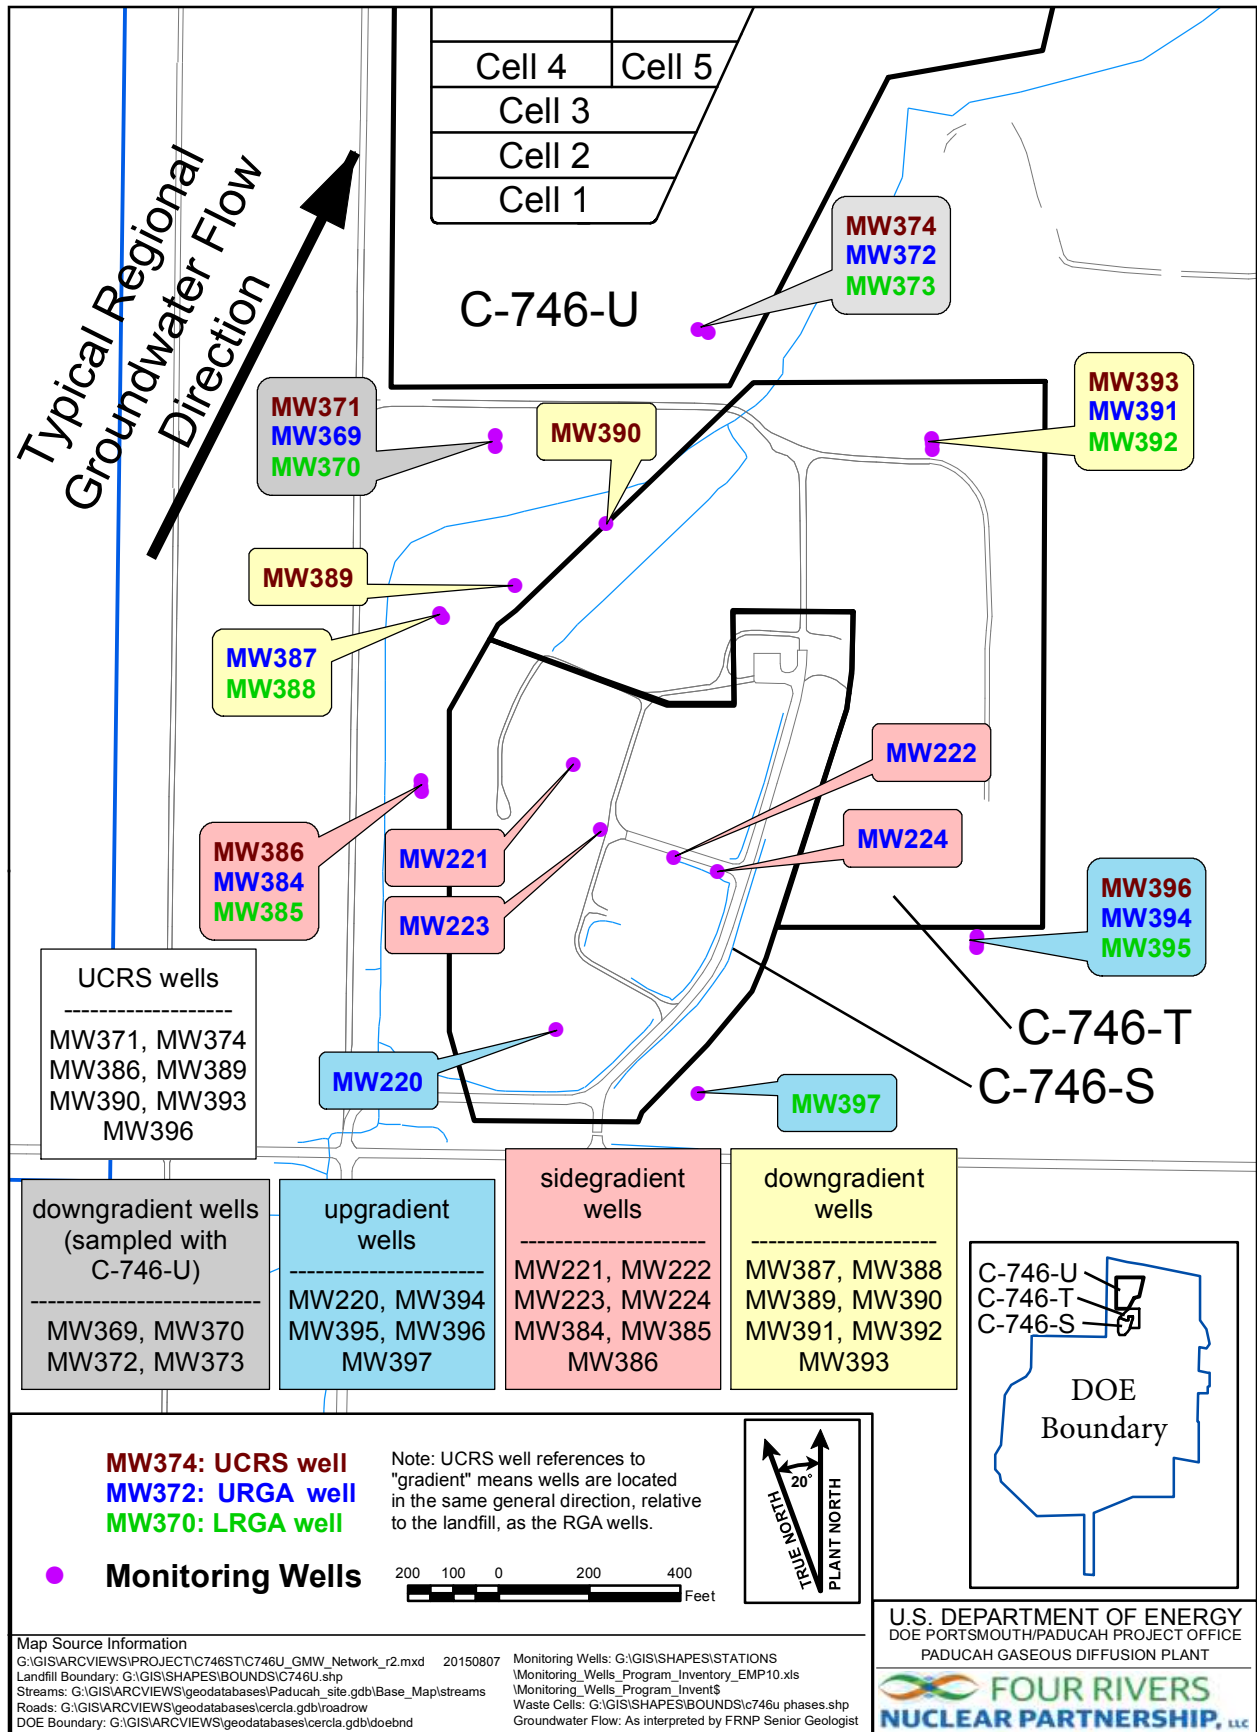 Cell 4
Cell 5
Cell 3
Cell 2
Cell 1
Typical Regional
Groundwater Flow
Direction
C-746-U
MW374
MW372
MW373
MW371
MW369
MW370
MW390
MW393
MW391
MW392
MW389
MW387
MW388
MW222
MW224
MW386
MW384
MW385
MW221
MW223
MW396
MW394
MW395
MW220
MW397
C-746-T
C-746-S
UCRS wells
-------------------
MW371, MW374
MW386, MW389
MW390, MW393
MW396
downgradient wells
(sampled with
C-746-U)
--------------------------
MW369, MW370
MW372, MW373
upgradient
wells
----------------------
MW220, MW394
MW395, MW396
MW397
sidegradient
wells
---------------------
MW221, MW222
MW223, MW224
MW384, MW385
MW386
downgradient
wells
---------------------
MW387, MW388
MW389, MW390
MW391, MW392
MW393
C-746-U
C-746-T
C-746-S
DOE
Boundary
MW374: UCRS well
MW372: URGA well
MW370: LRGA well
Monitoring Wells
Note: UCRS well references to
"gradient" means wells are located
in the same general direction, relative
to the landfill, as the RGA wells.
200 100 0 200 400
Feet
20°
TRUE NORTH
PLANT NORTH
Map Source Information
G:\GIS\ARCVIEWS\PROJECT\C746ST\C746U_GMW_Network_r2.mxd 20150807
Landfill Boundary: G:\GIS\SHAPES\BOUNDS\C746U.shp
Streams: G:\GIS\ARCVIEWS\geodatabases\Paducah_site.gdb\Base_Map\streams
Roads: G:\GIS\ARCVIEWS\geodatabases\cercla.gdb\roadrow
DOE Boundary: G:\GIS\ARCVIEWS\geodatabases\cercla.gdb\doebnd
Monitoring Wells: G:\GIS\SHAPES\STATIONS
\Monitoring_Wells_Program_Inventory_EMP10.xls
\Monitoring_Wells_Program_Invent$
Waste Cells: G:\GIS\SHAPES\BOUNDS\c746u phases.shp
Groundwater Flow: As interpreted by FRNP Senior Geologist
U.S. DEPARTMENT OF ENERGY
DOE PORTSMOUTH/PADUCAH PROJECT OFFICE
PADUCAH GASEOUS DIFFUSION PLANT
FOUR RIVERS
NUCLEAR PARTNERSHIP, LLC